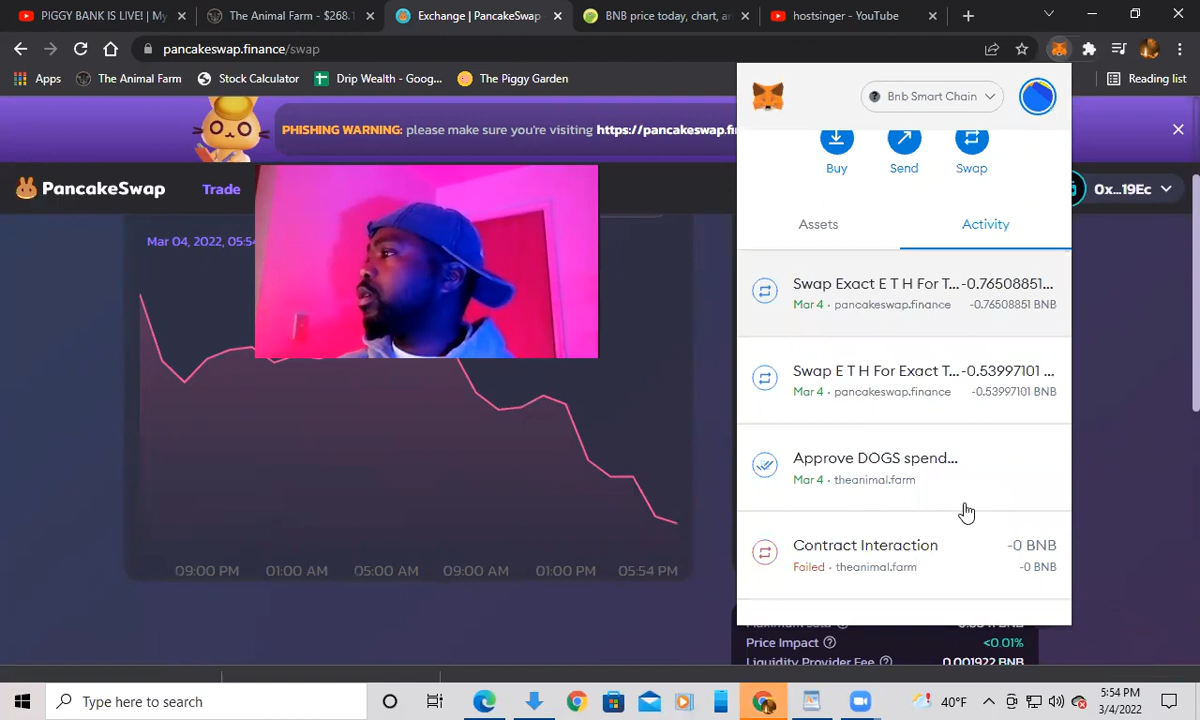 PIGGY BANK IS LIVE! | My
The Animal Farm - $268.1
Exchange | PancakeSwap
BNB price today, chart, an
hostsinger - YouTube
pancakeswap.finance/swap
Apps
The Animal Farm
Stock Calculator
Drip Wealth - Goog...
The Piggy Garden
Reading list
PHISHING WARNING: please make sure you're visiting https://pancakeswap.fi
Bnb Smart Chain
PancakeSwap
Trade
0x...19Ec
Buy
Send
Swap
Assets
Activity
Mar 04, 2022, 05:54
Swap Exact E T H For T... -0.76508851...
Mar 4 · pancakeswap.finance -0.76508851 BNB
Swap E T H For Exact T... -0.53997101 ...
Mar 4 · pancakeswap.finance -0.53997101 BNB
Approve DOGS spend...
Mar 4 · theanimal.farm
Contract Interaction -0 BNB
Failed · theanimal.farm -0 BNB
09:00 PM
01:00 AM
05:00 AM
09:00 AM
01:00 PM
05:54 PM
Price Impact <0.01%
Liquidity Provider Fee 0.001922 BNB
Type here to search
40°F
5:54 PM
3/4/2022